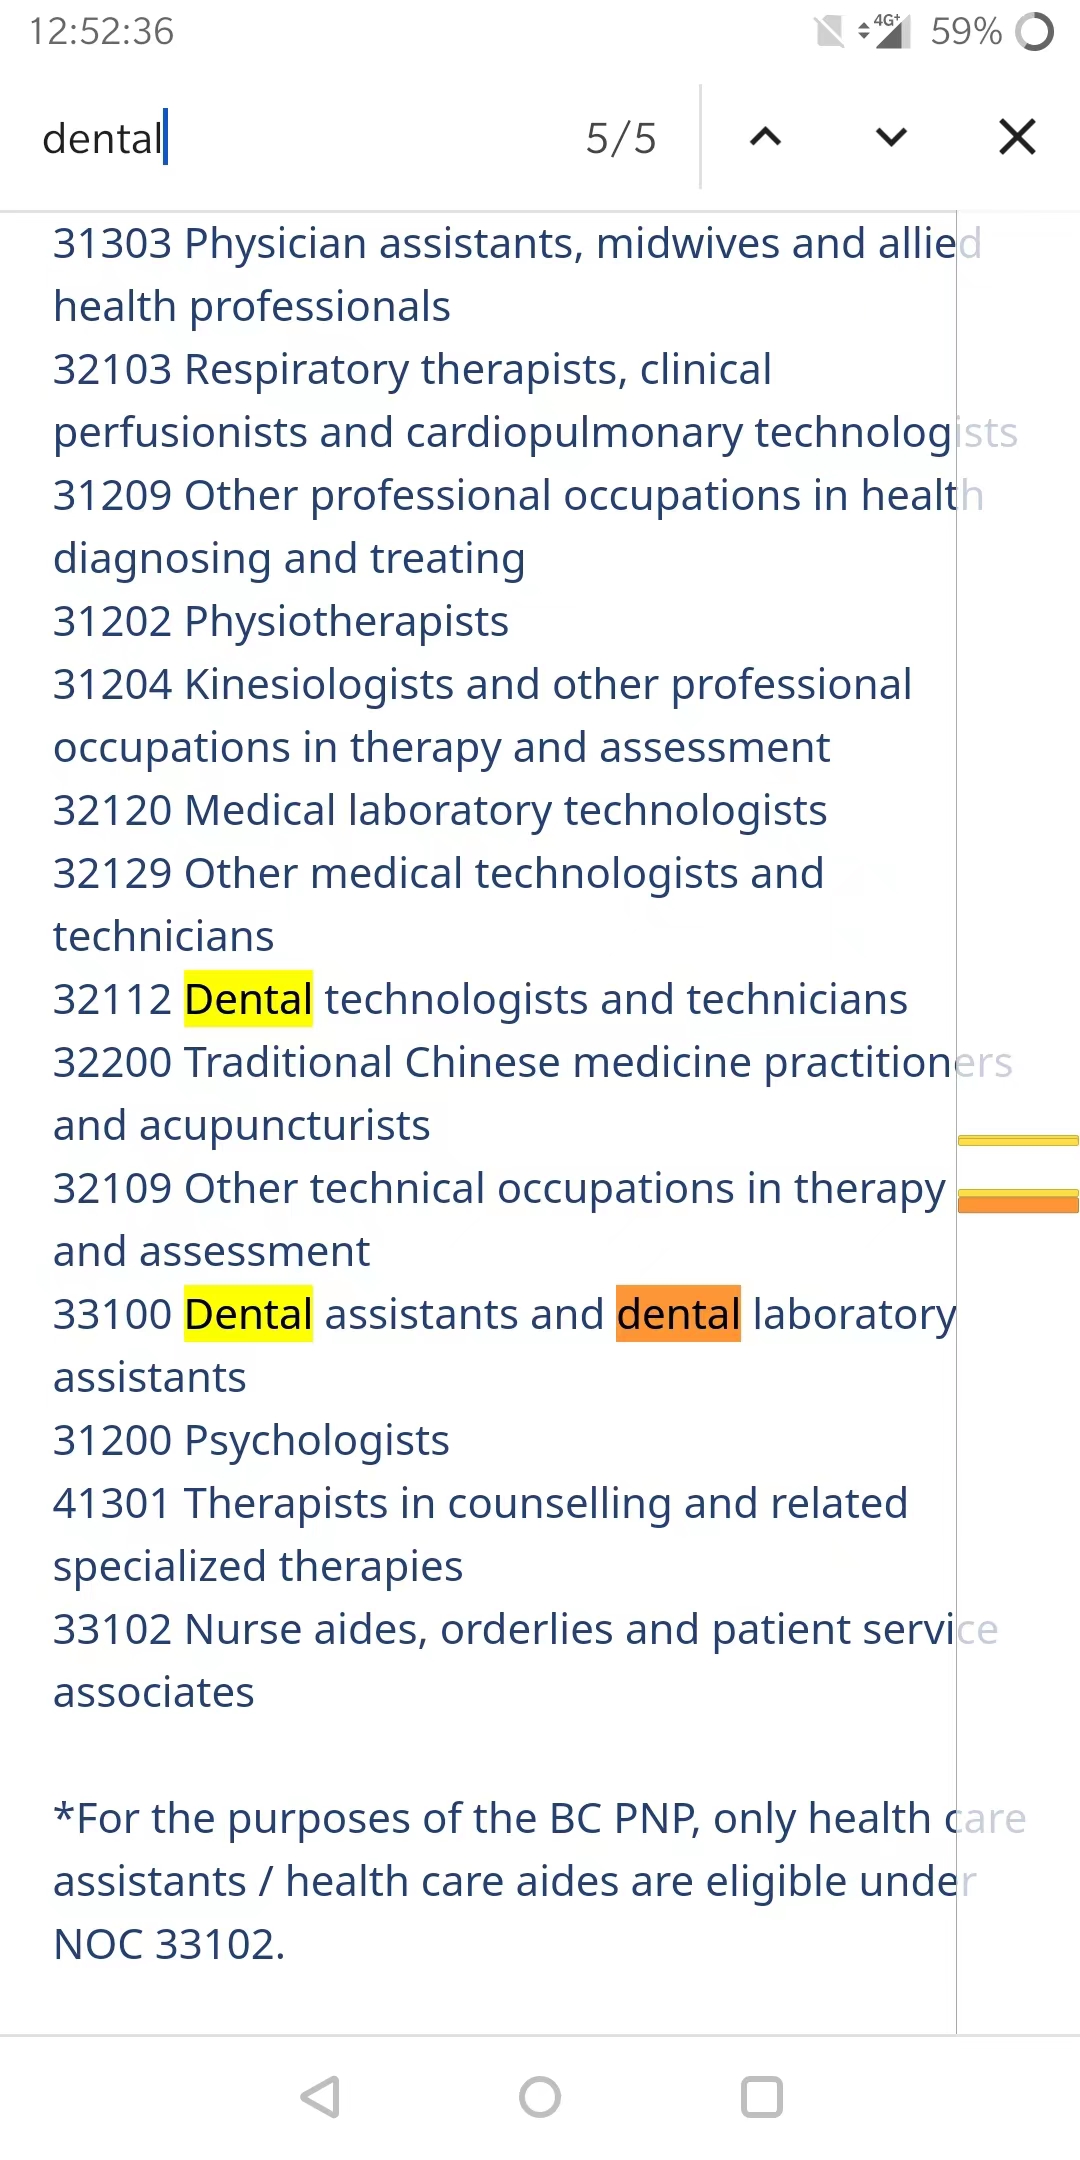 12:52:36
4G+ 59%
dental 5/5
31303 Physician assistants, midwives and allied
health professionals
32103 Respiratory therapists, clinical
perfusionists and cardiopulmonary technologists
31209 Other professional occupations in health
diagnosing and treating
31202 Physiotherapists
31204 Kinesiologists and other professional
occupations in therapy and assessment
32120 Medical laboratory technologists
32129 Other medical technologists and
technicians
32112 Dental technologists and technicians
32200 Traditional Chinese medicine practitioners
and acupuncturists
32109 Other technical occupations in therapy
and assessment
33100 Dental assistants and dental laboratory
assistants
31200 Psychologists
41301 Therapists in counselling and related
specialized therapies
33102 Nurse aides, orderlies and patient service
associates
*For the purposes of the BC PNP, only health care
assistants / health care aides are eligible under
NOC 33102.